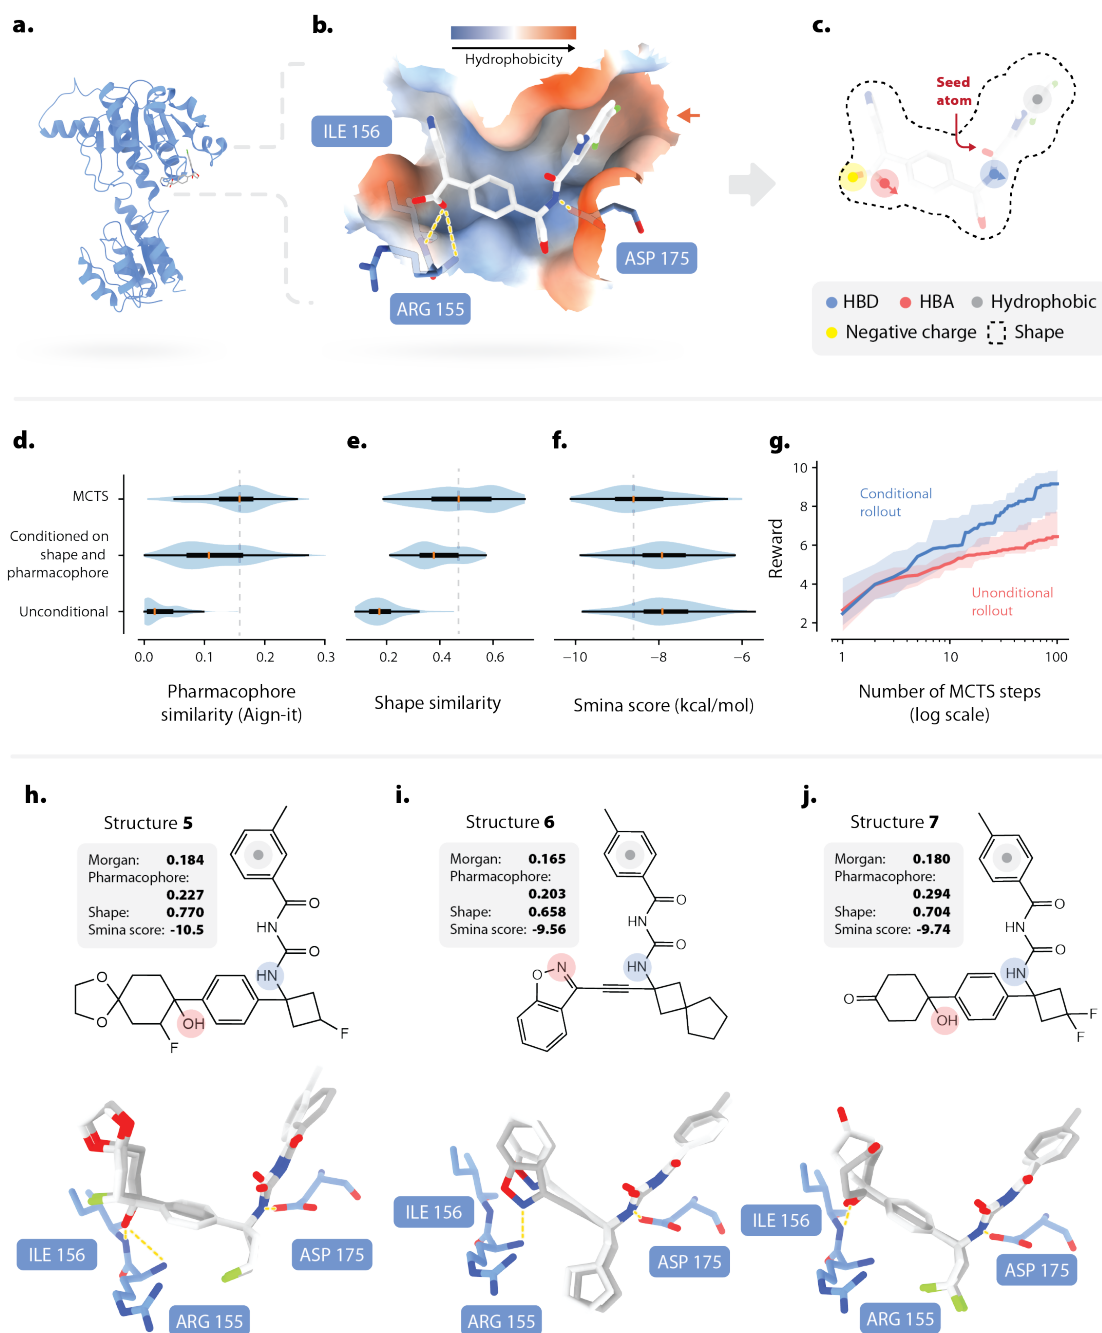 a.
b.
Hydrophobicity
ILE 156
ARG 155
ASP 175
c.
Seed
atom
HBD
HBA
Hydrophobic
Negative charge
Shape
d.
MCTS
Conditioned on
shape and
pharmacophore
Unconditional
0.0
0.1
0.2
0.3
Pharmacophore
similarity (Aign-it)
e.
0.2
0.4
0.6
Shape similarity
f.
−10
−8
−6
Smina score (kcal/mol)
g.
Reward
10
8
6
4
2
Conditional
rollout
Unconditional
rollout
1
10
100
Number of MCTS steps
(log scale)
h.
Structure 5
Morgan: 0.184
Pharmacophore:
0.227
Shape: 0.770
Smina score: -10.5
O
HN
O
HN
O
O
OH
F
F
ILE 156
ASP 175
ARG 155
i.
Structure 6
Morgan: 0.165
Pharmacophore:
0.203
Shape: 0.658
Smina score: -9.56
O
HN
O
HN
O
N
ILE 156
ASP 175
ARG 155
j.
Structure 7
Morgan: 0.180
Pharmacophore:
0.294
Shape: 0.704
Smina score: -9.74
O
HN
O
HN
O
OH
F
F
ILE 156
ASP 175
ARG 155